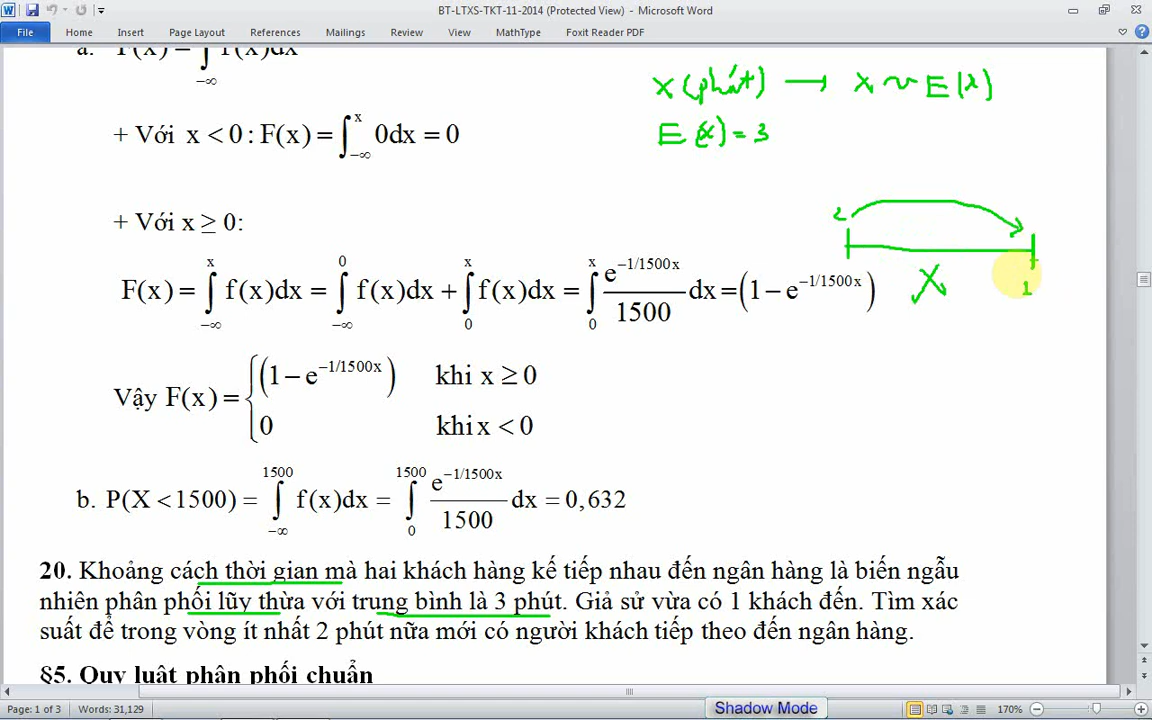 BT-LTXS-TKT-11-2014 (Protected View) - Microsoft Word
File Home Insert Page Layout References Mailings Review View MathType Foxit Reader PDF
a. F(x) = ∫_{-∞}^{x} f(x)dx
x (phút) → x ~ E(λ)
E(x) = 3
+ Với x < 0 : F(x) = ∫_{-∞}^{x} 0dx = 0
+ Với x ≥ 0:
2
F(x) = ∫_{-∞}^{x} f(x)dx = ∫_{-∞}^{0} f(x)dx + ∫_{0}^{x} f(x)dx = ∫_{0}^{x} e^{-1/1500x}/1500 dx = (1 − e^{-1/1500x})
X
1
Vậy F(x) = { (1 − e^{-1/1500x}) khi x ≥ 0
0 khi x < 0
b. P(X < 1500) = ∫_{-∞}^{1500} f(x)dx = ∫_{0}^{1500} e^{-1/1500x}/1500 dx = 0,632
20. Khoảng cách thời gian mà hai khách hàng kế tiếp nhau đến ngân hàng là biến ngẫu
nhiên phân phối lũy thừa với trung bình là 3 phút. Giả sử vừa có 1 khách đến. Tìm xác
suất để trong vòng ít nhất 2 phút nữa mới có người khách tiếp theo đến ngân hàng.
§5. Quy luật phân phối chuẩn
Page: 1 of 3 Words: 31,129 Shadow Mode 170%